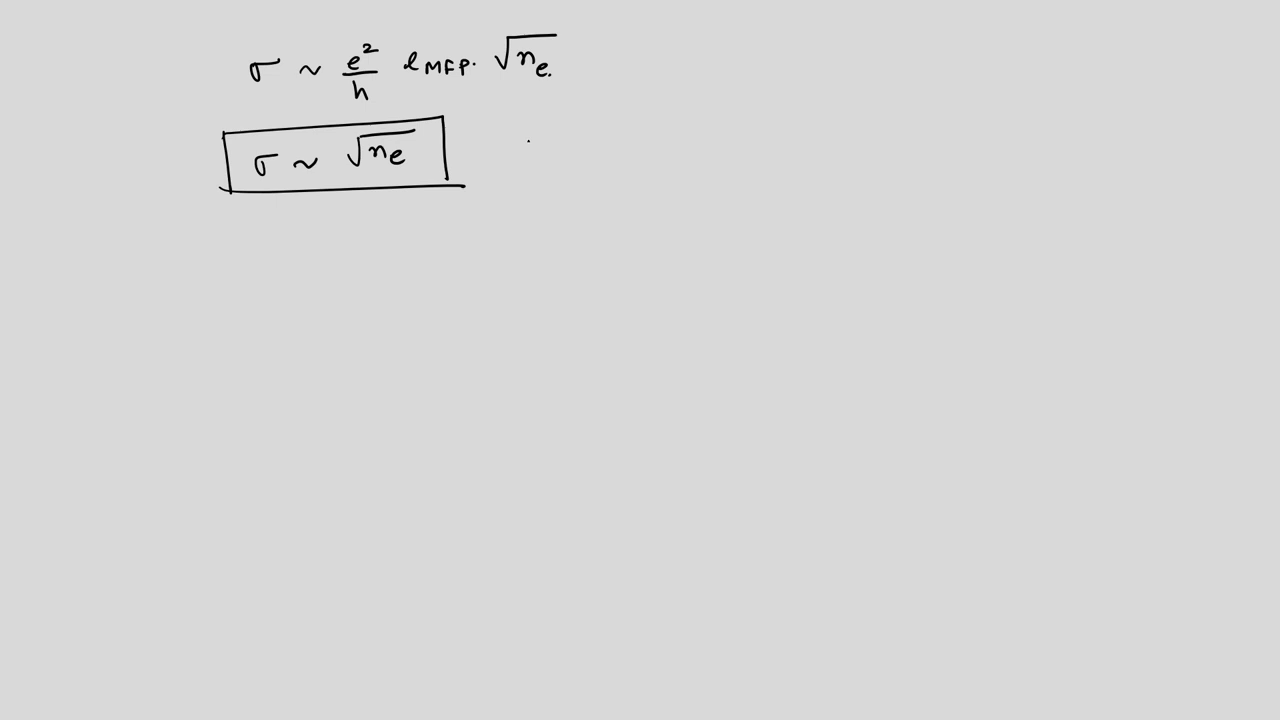 σ ~ e²/h l_MFP. √n_e.
σ ~ √n_e